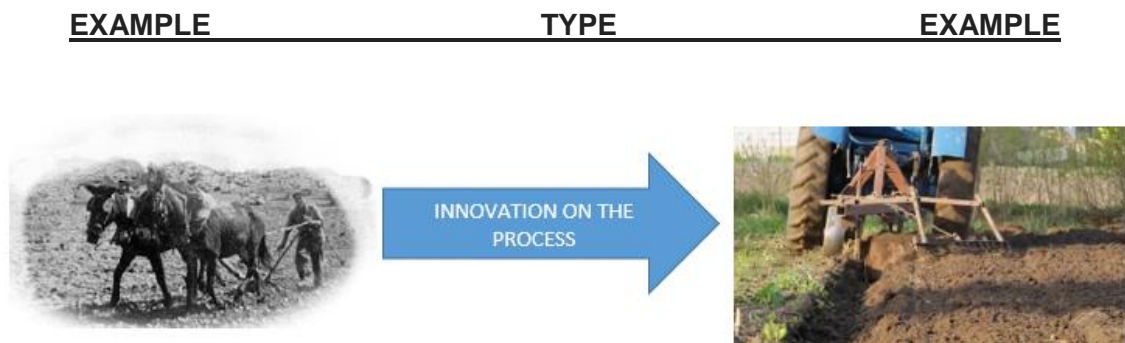 EXAMPLE TYPE EXAMPLE
INNOVATION ON THE
PROCESS